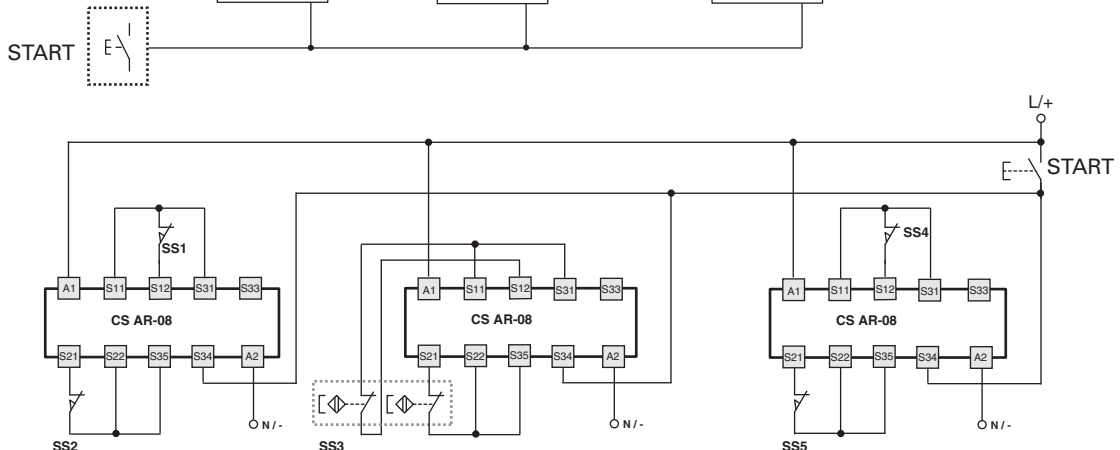 START
L/+
START
SS1
SS4
A1 S11 S12 S31 S33
A1 S11 S12 S31 S33
A1 S11 S12 S31 S33
CS AR-08
CS AR-08
CS AR-08
S21 S22 S35 S34 A2
S21 S22 S35 S34 A2
S21 S22 S35 S34 A2
N / -
N / -
N / -
SS2
SS3
SS5